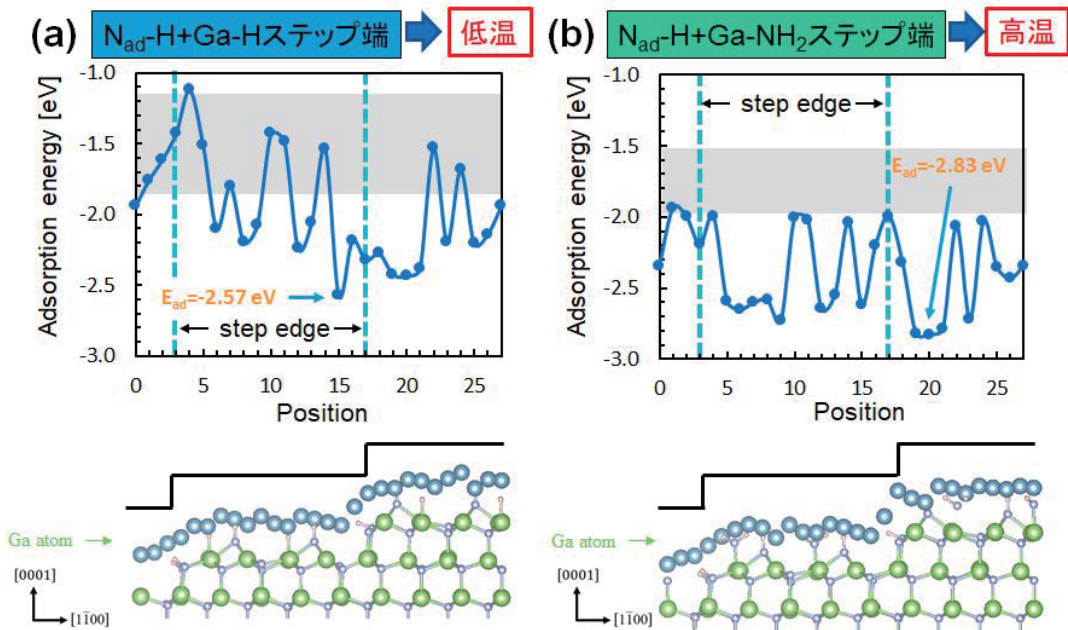 (a) N_ad-H+Ga-Hステップ端 低温
Adsorption energy [eV]
-1.0
-1.5
-2.0
-2.5
-3.0
E_ad=-2.57 eV
step edge
0 5 10 15 20 25
Position
Ga atom
[0001]
[11̄00]
(b) N_ad-H+Ga-NH₂ステップ端 高温
Adsorption energy [eV]
-1.0
-1.5
-2.0
-2.5
-3.0
step edge
E_ad=-2.83 eV
0 5 10 15 20 25
Position
Ga atom
[0001]
[11̄00]